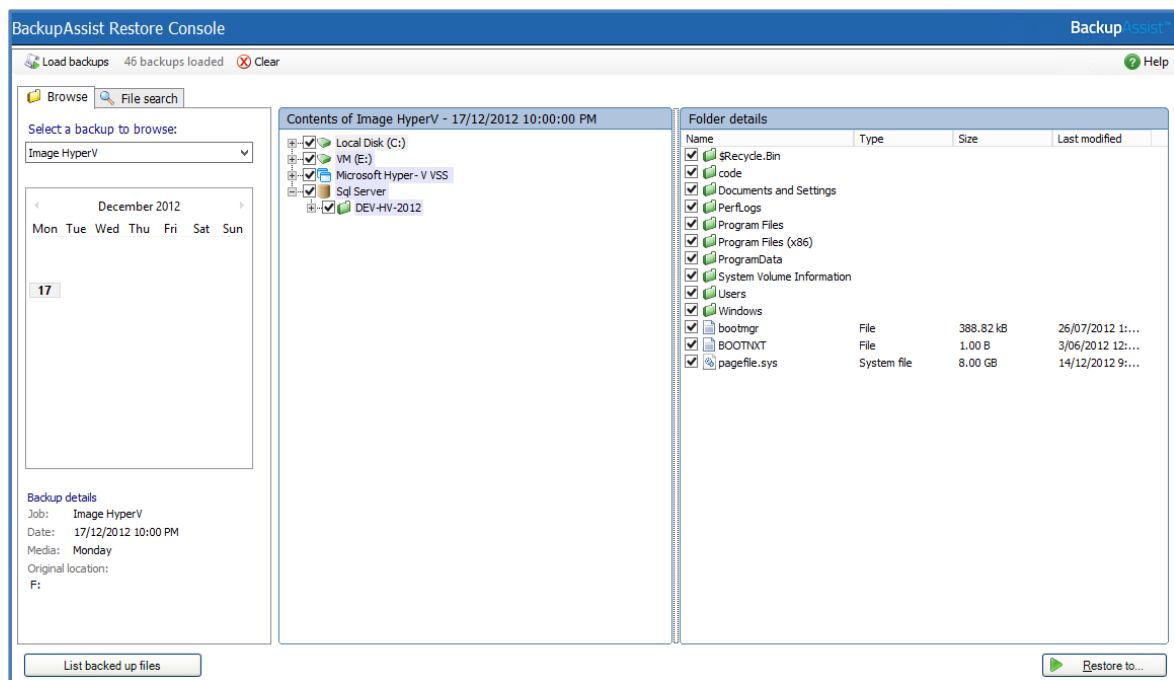 BackupAssist Restore Console
BackupAssist™
Load backups 46 backups loaded Clear
Help
Browse File search
Select a backup to browse:
Image HyperV
December 2012
Mon Tue Wed Thu Fri Sat Sun
17
Backup details
Job: Image HyperV
Date: 17/12/2012 10:00 PM
Media: Monday
Original location:
F:
List backed up files
Contents of Image HyperV - 17/12/2012 10:00:00 PM
Local Disk (C:)
VM (E:)
Microsoft Hyper- V VSS
Sql Server
DEV-HV-2012
Folder details
Name Type Size Last modified
$Recycle.Bin
code
Documents and Settings
PerfLogs
Program Files
Program Files (x86)
ProgramData
System Volume Information
Users
Windows
bootmgr File 388.82 kB 26/07/2012 1:...
BOOTNXT File 1.00 B 3/06/2012 12:...
pagefile.sys System file 8.00 GB 14/12/2012 9:...
Restore to...